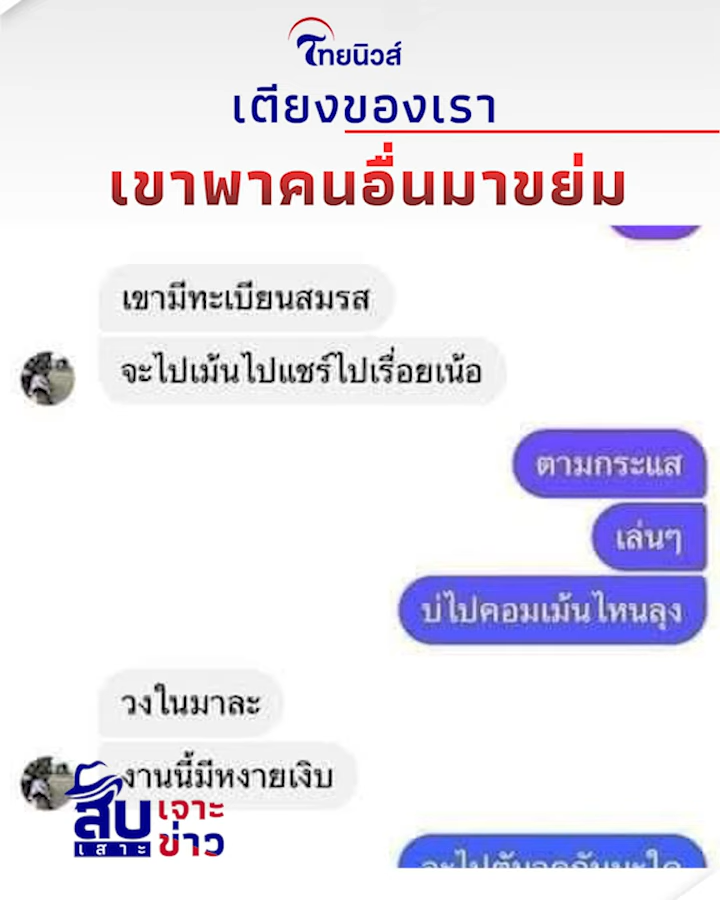 ไทยนิวส์
เตียงของเรา
เขาพาคนอื่นมาขย่ม
เขามีทะเบียนสมรส
จะไปเม้นไปแชร์ไปเรื่อยเน้อ
ตามกระแส
เล่นๆ
บ่ไปคอมเม้นไหนลุง
วงในมาละ
งานนี้มีหงายเงิบ
สืบ เจาะ
เสาะ ข่าว